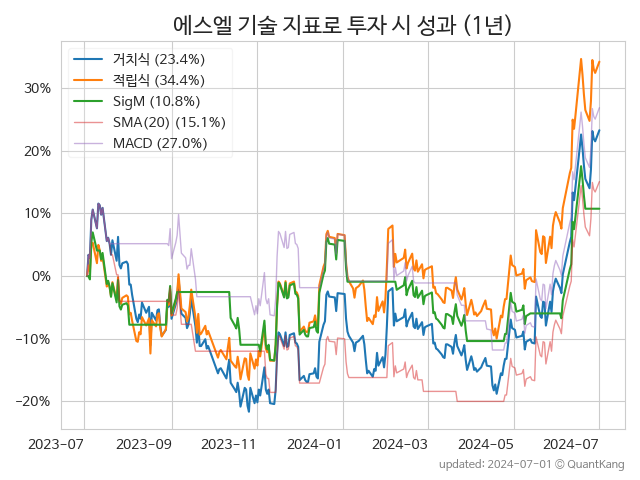 에스엘 기술 지표로 투자 시 성과 (1년)
거치식 (23.4%)
적립식 (34.4%)
SigM (10.8%)
SMA(20) (15.1%)
MACD (27.0%)
30%
20%
10%
0%
−10%
−20%
2023-07 2023-09 2023-11 2024-01 2024-03 2024-05 2024-07
updated: 2024-07-01 © QuantKang